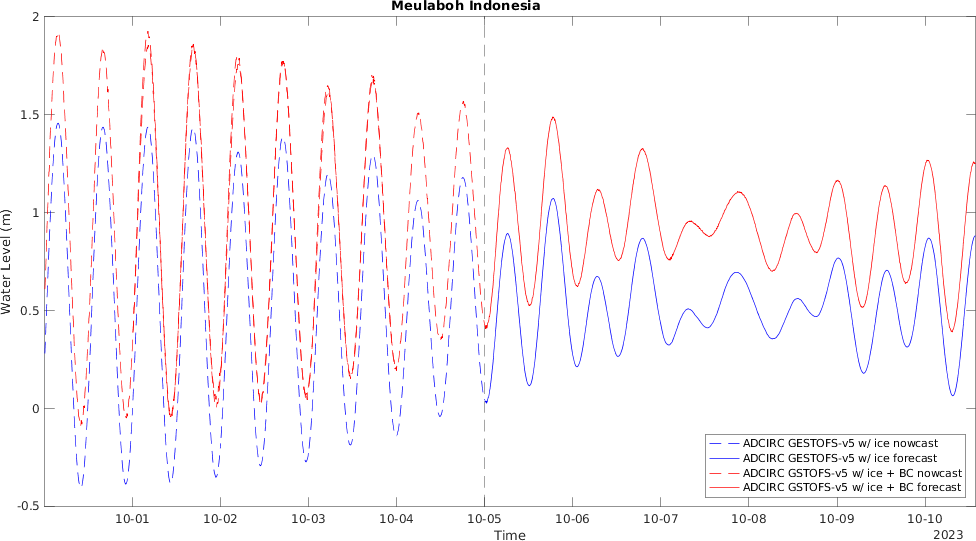 Meulaboh Indonesia
2
1.5
1
0.5
0
-0.5
Water Level (m)
10-01 10-02 10-03 10-04 10-05 10-06 10-07 10-08 10-09 10-10
Time
2023
ADCIRC GESTOFS-v5 w/ ice nowcast
ADCIRC GESTOFS-v5 w/ ice forecast
ADCIRC GSTOFS-v5 w/ ice + BC nowcast
ADCIRC GSTOFS-v5 w/ ice + BC forecast